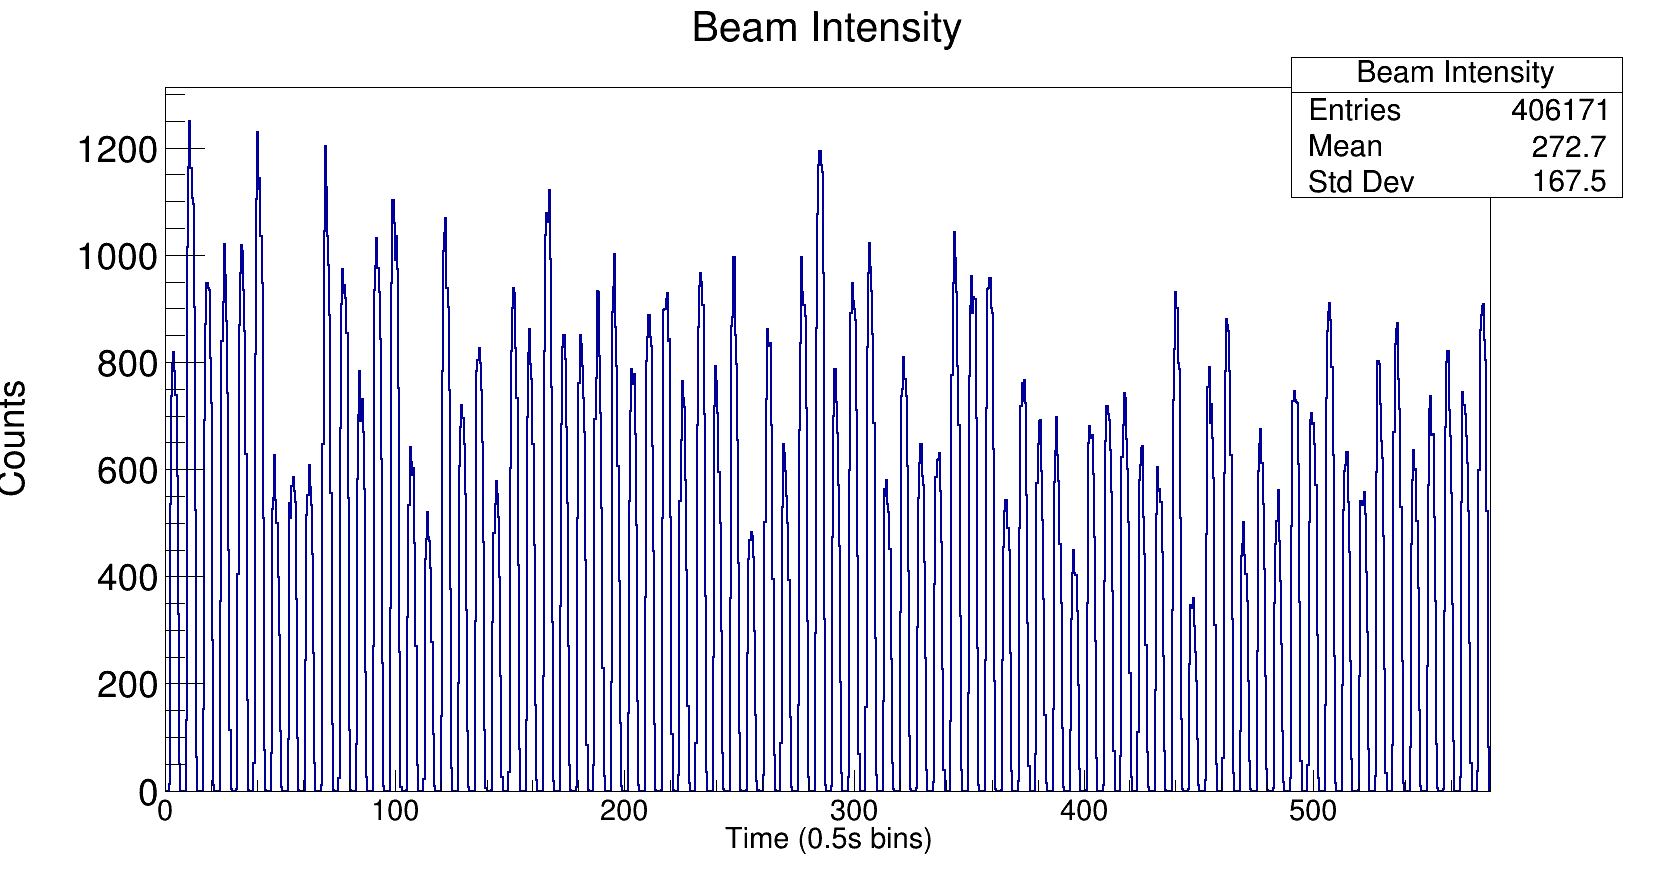 Beam Intensity
Beam Intensity
Entries 406171
Mean 272.7
Std Dev 167.5
1200
1000
800
600
400
200
0
Counts
0 100 200 300 400 500
Time (0.5s bins)